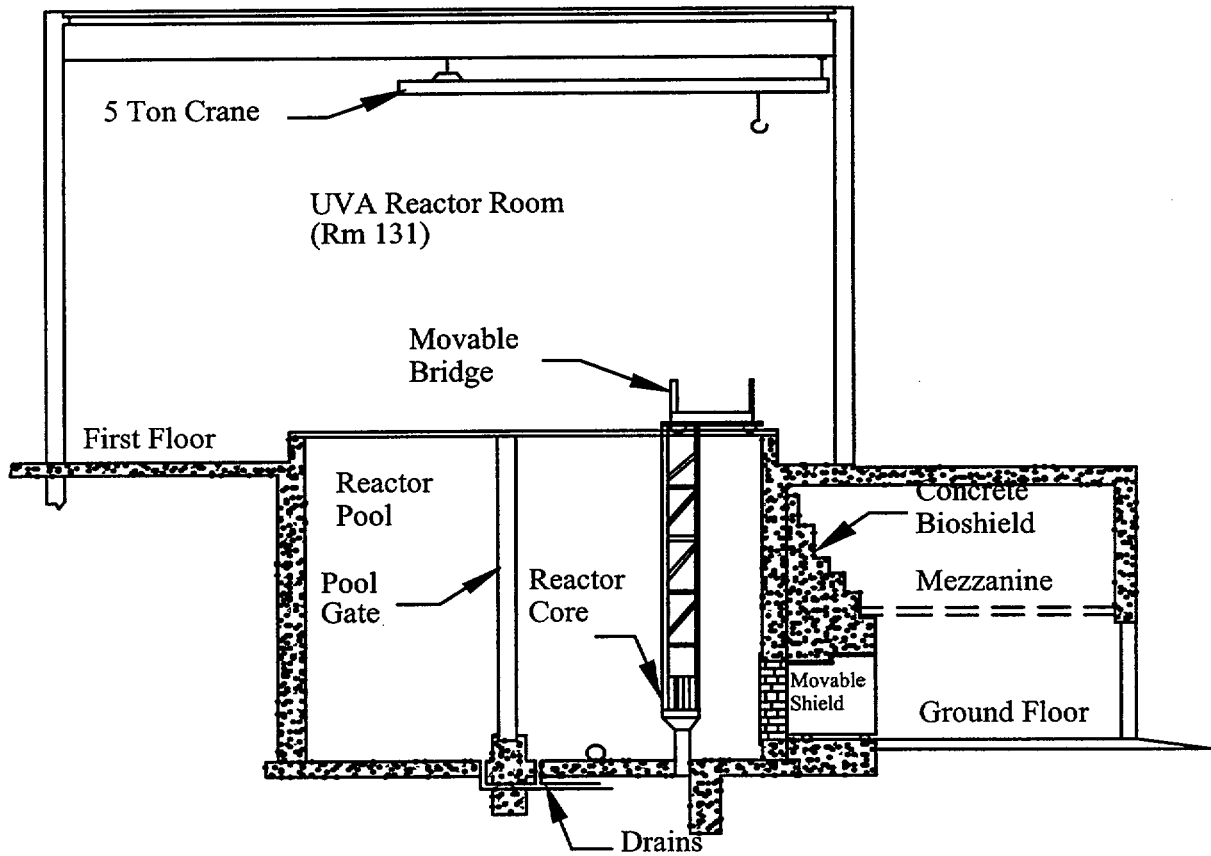 5 Ton Crane
UVA Reactor Room
(Rm 131)
Movable
Bridge
First Floor
Reactor
Pool
Concrete
Bioshield
Pool
Gate
Reactor
Core
Mezzanine
Movable
Shield
Ground Floor
Drains